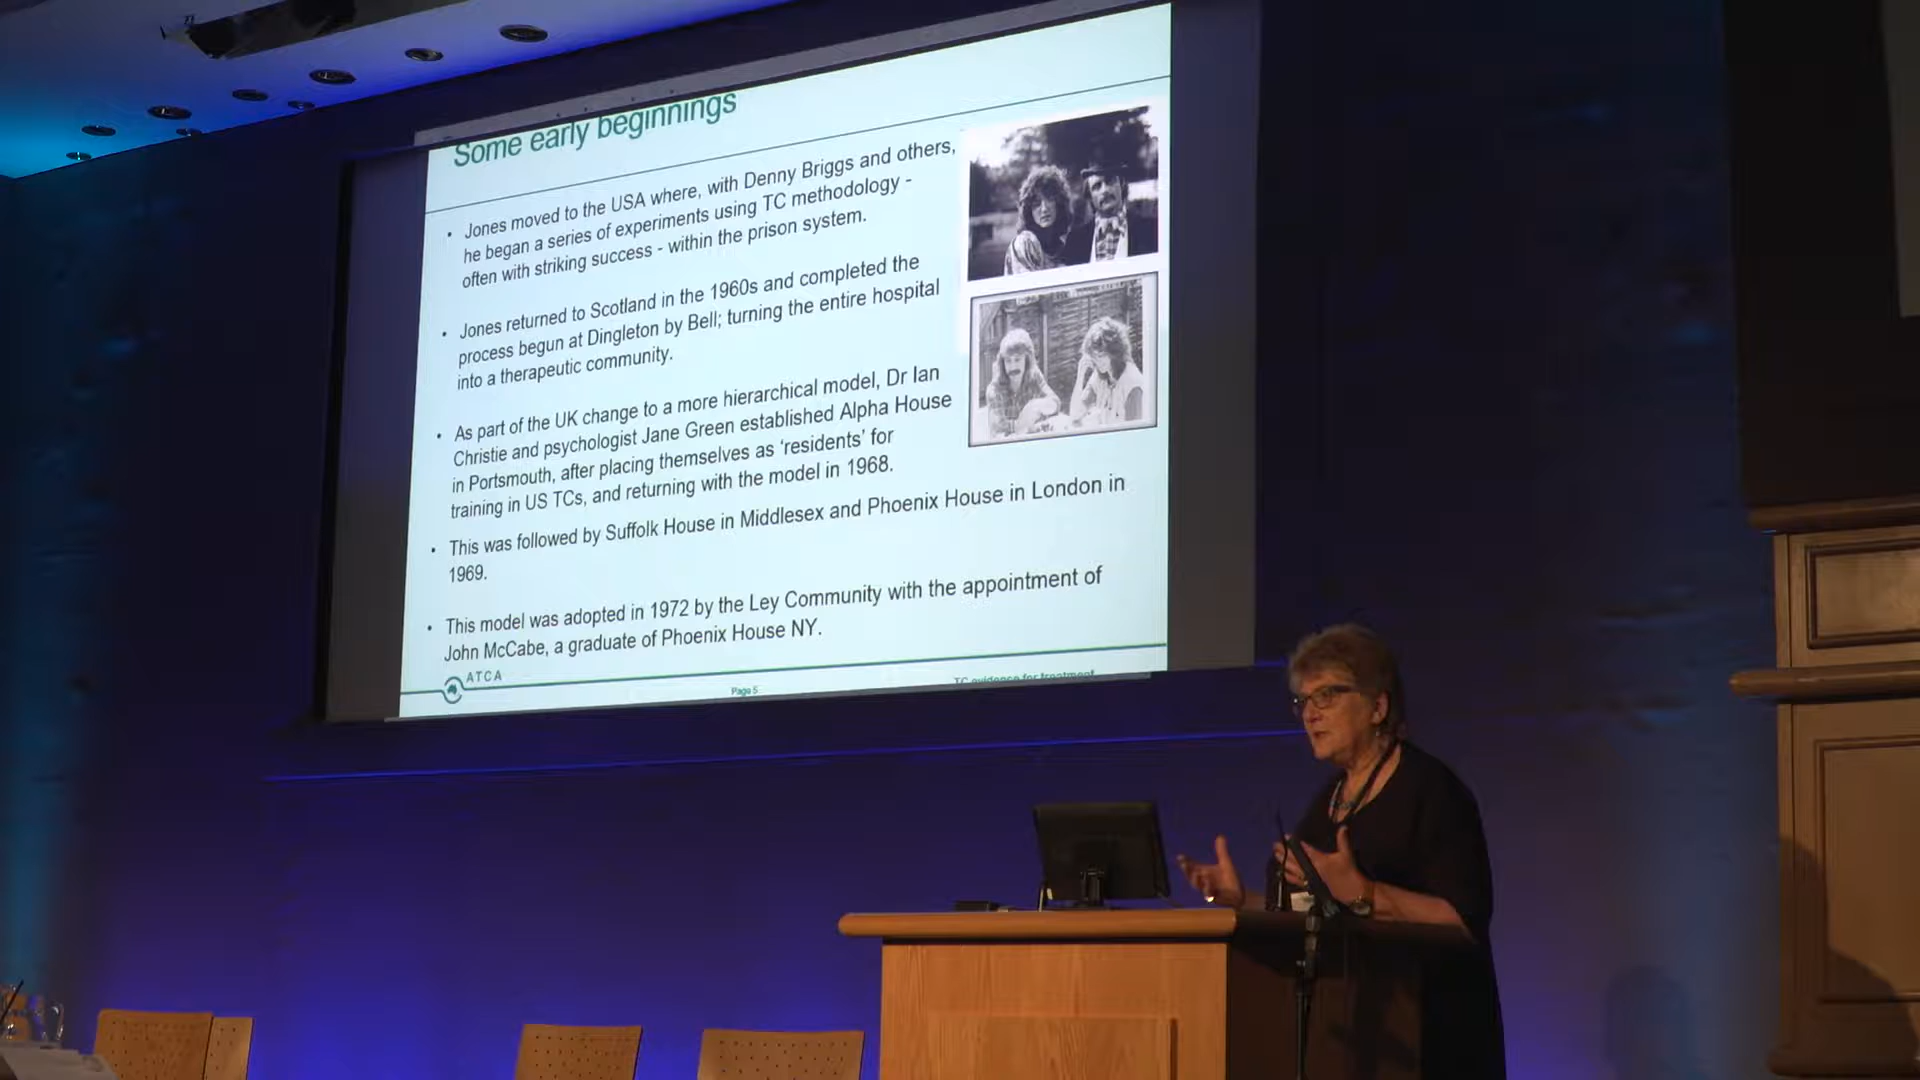 Some early beginnings
• Jones moved to the USA where, with Denny Briggs and others,
he began a series of experiments using TC methodology -
often with striking success - within the prison system.
• Jones returned to Scotland in the 1960s and completed the
process begun at Dingleton by Bell; turning the entire hospital
into a therapeutic community.
• As part of the UK change to a more hierarchical model, Dr Ian
Christie and psychologist Jane Green established Alpha House
in Portsmouth, after placing themselves as ‘residents’ for
training in US TCs, and returning with the model in 1968.
• This was followed by Suffolk House in Middlesex and Phoenix House in London in
1969.
• This model was adopted in 1972 by the Ley Community with the appointment of
John McCabe, a graduate of Phoenix House NY.
ATCA
Page 5
TC evidence for treatment